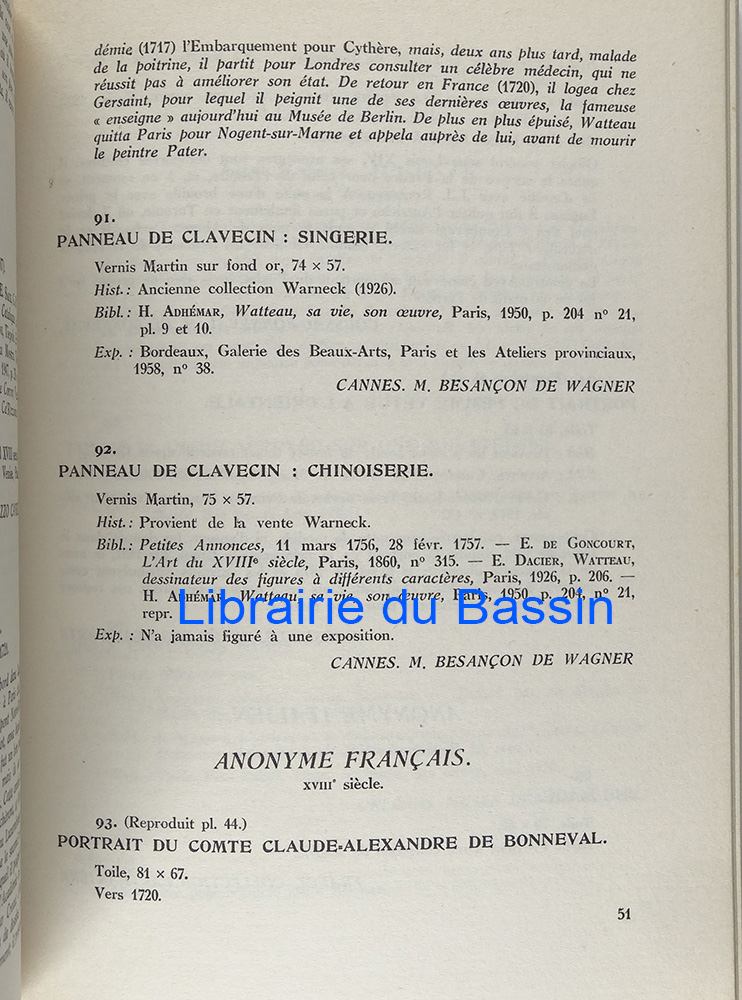 démie (1717) l'Embarquement pour Cythère, mais, deux ans plus tard, malade
de la poitrine, il partit pour Londres consulter un célèbre médecin, qui ne
réussit pas à améliorer son état. De retour en France (1720), il logea chez
Gersaint, pour lequel il peignit une de ses dernières œuvres, la fameuse
« enseigne » aujourd'hui au Musée de Berlin. De plus en plus épuisé, Watteau
quitta Paris pour Nogent-sur-Marne et appela auprès de lui, avant de mourir
le peintre Pater.
91.
PANNEAU DE CLAVECIN : SINGERIE.
Vernis Martin sur fond or, 74 × 57.
Hist. : Ancienne collection Warneck (1926).
Bibl. : H. ADHÉMAR, Watteau, sa vie, son œuvre, Paris, 1950, p. 204 n° 21,
pl. 9 et 10.
Exp. : Bordeaux, Galerie des Beaux-Arts, Paris et les Ateliers provinciaux,
1958, n° 38.
CANNES. M. BESANÇON DE WAGNER
92.
PANNEAU DE CLAVECIN : CHINOISERIE.
Vernis Martin, 75 × 57.
Hist. : Provient de la vente Warneck.
Bibl. : Petites Annonces, 11 mars 1756, 28 févr. 1757. — E. DE GONCOURT,
L'Art du XVIIIe siècle, Paris, 1860, n° 315. — E. DACIER, WATTEAU,
dessinateur des figures à différents caractères, Paris, 1926, p. 206. —
H. ADHÉMAR, Watteau, sa vie, son œuvre, Paris, 1950, p. 204, n° 21,
repr.
Librairie du Bassin
Exp. : N'a jamais figuré à une exposition.
CANNES. M. BESANÇON DE WAGNER
ANONYME FRANÇAIS.
XVIIIe siècle.
93. (Reproduit pl. 44.)
PORTRAIT DU COMTE CLAUDE-ALEXANDRE DE BONNEVAL.
Toile, 81 × 67.
Vers 1720.
51